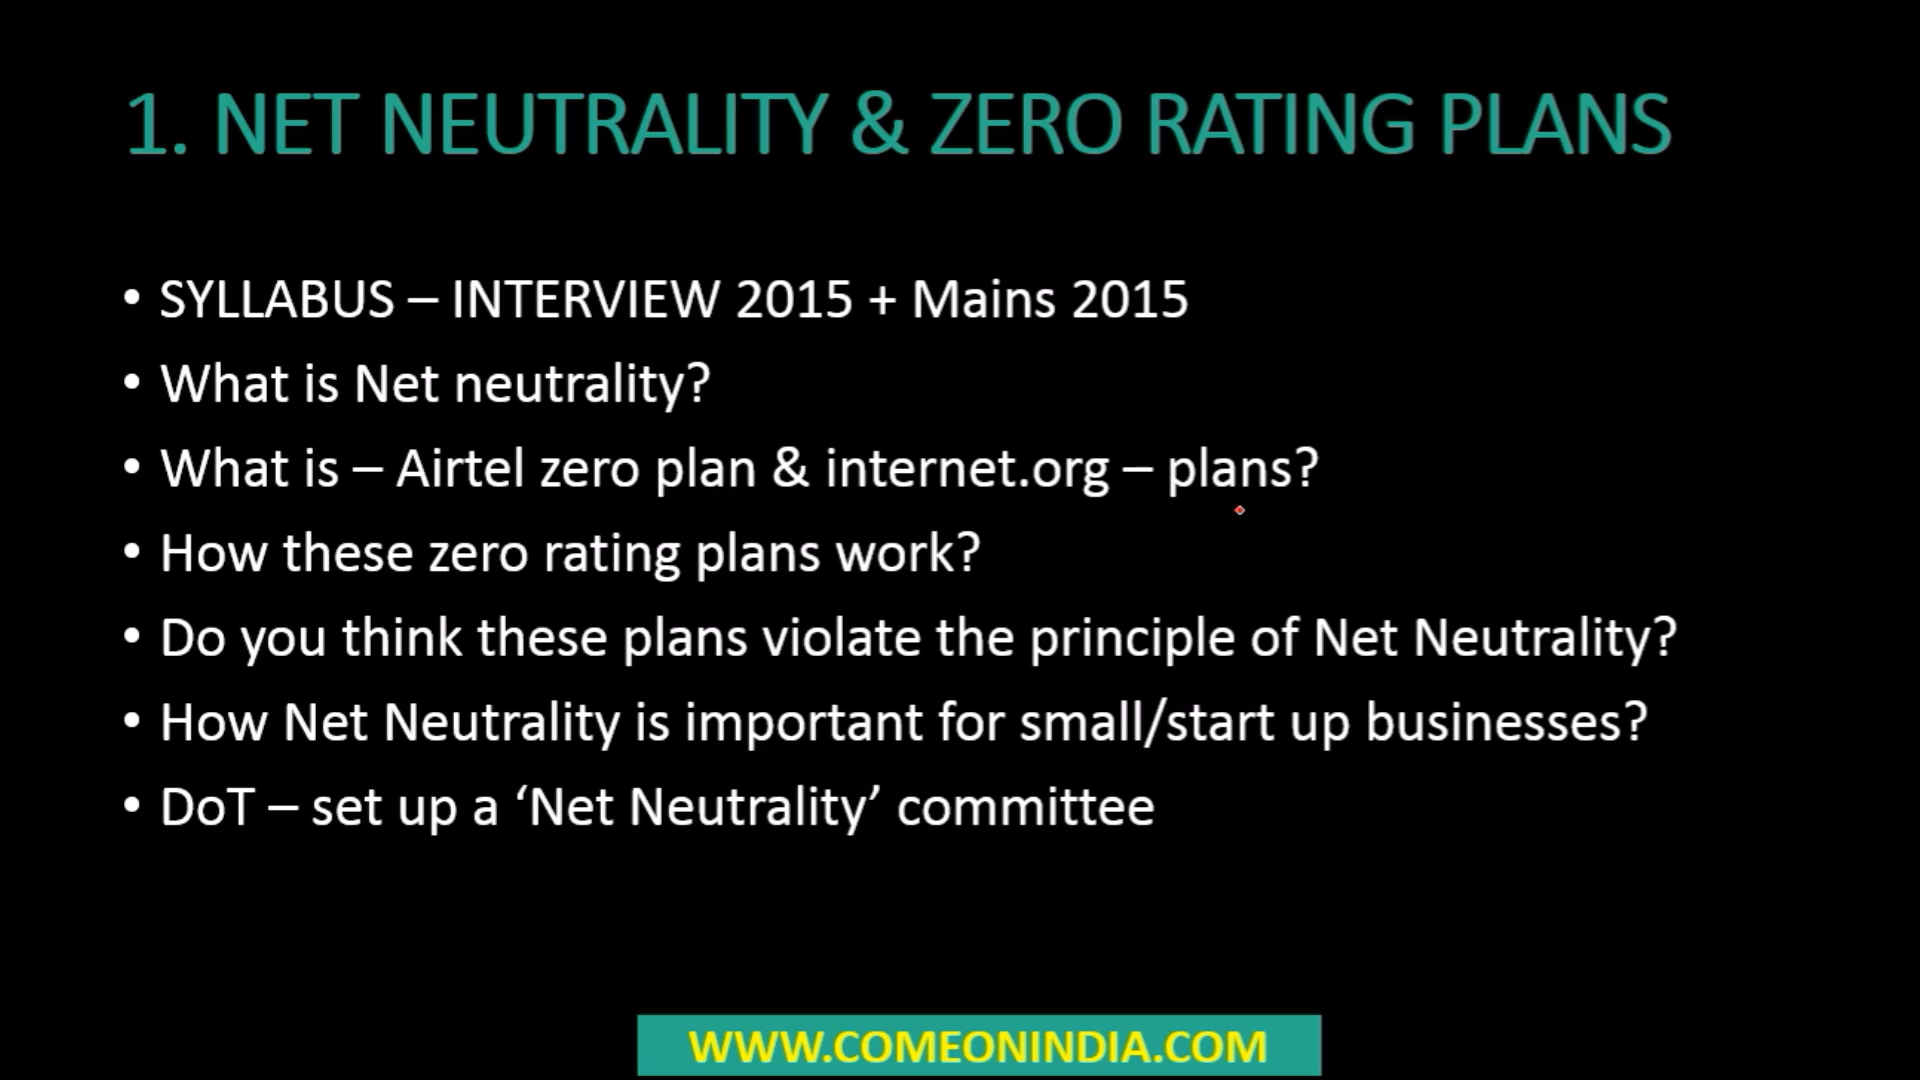 1. NET NEUTRALITY & ZERO RATING PLANS
• SYLLABUS – INTERVIEW 2015 + Mains 2015
• What is Net neutrality?
• What is – Airtel zero plan & internet.org – plans?
• How these zero rating plans work?
• Do you think these plans violate the principle of Net Neutrality?
• How Net Neutrality is important for small/start up businesses?
• DoT – set up a ‘Net Neutrality’ committee
WWW.COMEONINDIA.COM